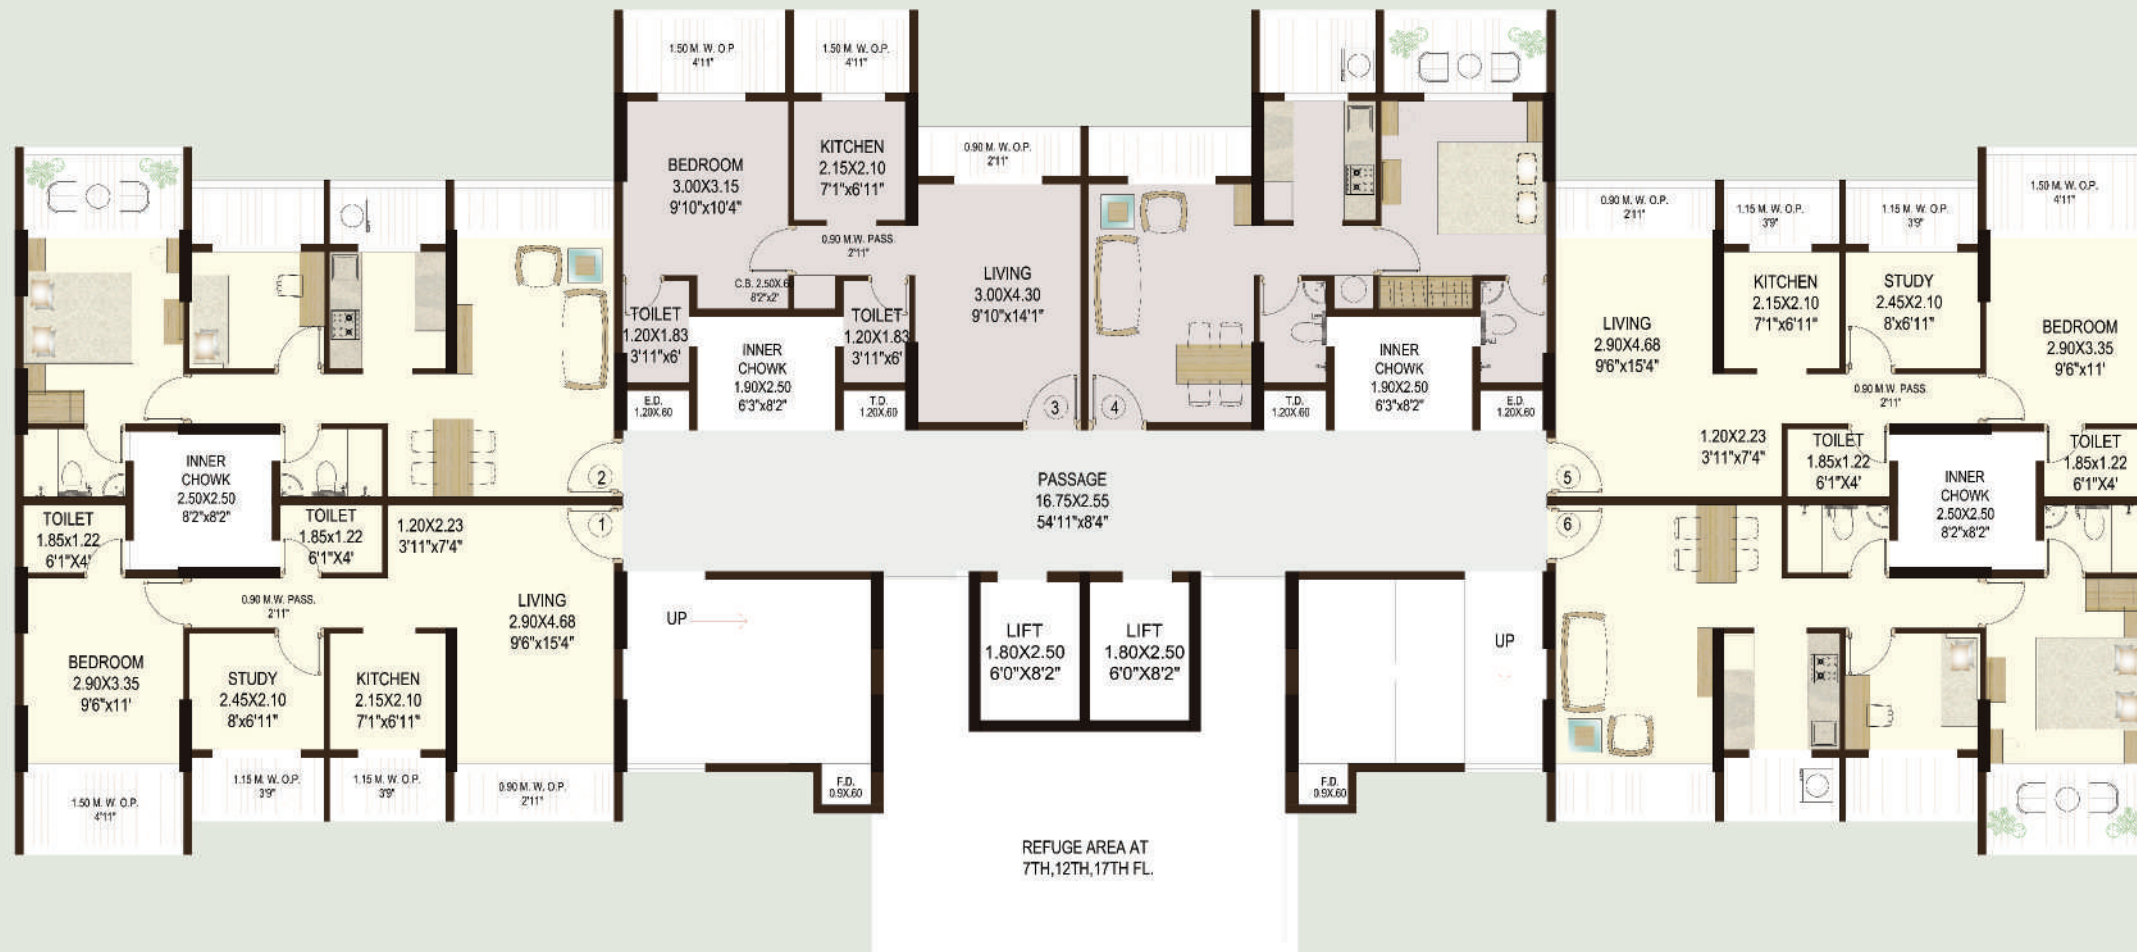 1.50 M. W. O.P
4'11"
1.50 M. W. O.P.
4'11"
BEDROOM
3.00X3.15
9'10"x10'4"
KITCHEN
2.15X2.10
7'1"x6'11"
0.90 M. W. O.P.
2'11"
0.90 M.W. PASS.
2'11"
C.B. 2.50X.60
8'2"x2'
LIVING
3.00X4.30
9'10"x14'1"
TOILET
1.20X1.83
3'11"x6'
TOILET
1.20X1.83
3'11"x6'
INNER
CHOWK
1.90X2.50
6'3"x8'2"
E.D.
1.20X.60
T.D.
1.20X.60
3
4
INNER
CHOWK
1.90X2.50
6'3"x8'2"
T.D.
1.20X.60
E.D.
1.20X.60
0.90 M. W. O.P.
2'11"
1.15 M. W. O.P.
3'9"
1.15 M. W. O.P.
3'9"
1.50 M. W. O.P.
4'11"
LIVING
2.90X4.68
9'6"x15'4"
KITCHEN
2.15X2.10
7'1"x6'11"
STUDY
2.45X2.10
8'x6'11"
BEDROOM
2.90X3.35
9'6"x11'
0.90 M.W. PASS.
2'11"
1.20X2.23
3'11"x7'4"
TOILET
1.85x1.22
6'1"X4'
TOILET
1.85x1.22
6'1"X4'
INNER
CHOWK
2.50X2.50
8'2"x8'2"
5
6
INNER
CHOWK
2.50X2.50
8'2"x8'2"
2
1
PASSAGE
16.75X2.55
54'11"x8'4"
TOILET
1.85x1.22
6'1"X4'
TOILET
1.85x1.22
6'1"X4'
1.20X2.23
3'11"x7'4"
0.90 M.W. PASS.
2'11"
LIVING
2.90X4.68
9'6"x15'4"
BEDROOM
2.90X3.35
9'6"x11'
STUDY
2.45X2.10
8'x6'11"
KITCHEN
2.15X2.10
7'1"x6'11"
1.50 M. W. O.P.
4'11"
1.15 M. W. O.P.
3'9"
1.15 M. W. O.P.
3'9"
0.90 M. W. O.P.
2'11"
UP
LIFT
1.80X2.50
6'0"X8'2"
LIFT
1.80X2.50
6'0"X8'2"
UP
F.D.
0.9X.60
F.D.
0.9X.60
REFUGE AREA AT
7TH,12TH,17TH FL.